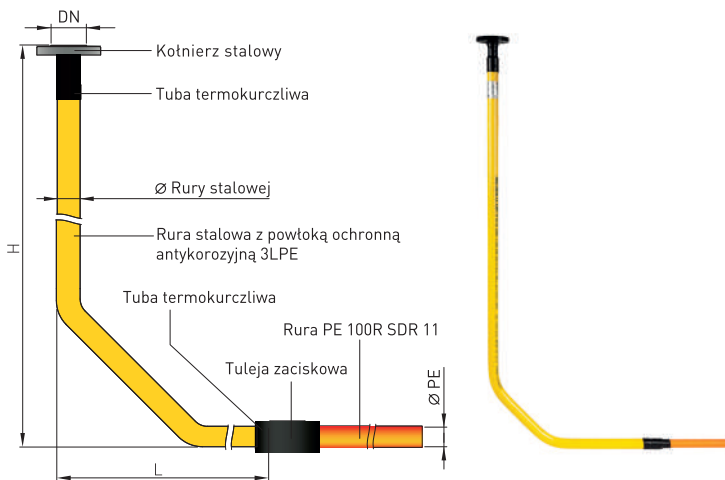 DN
Kołnierz stalowy
Tuba termokurczliwa
Ø Rury stalowej
H
Rura stalowa z powłoką ochronną
antykorozyjną 3LPE
Tuba termokurczliwa
Rura PE 100R SDR 11
Tuleja zaciskowa
Ø PE
L